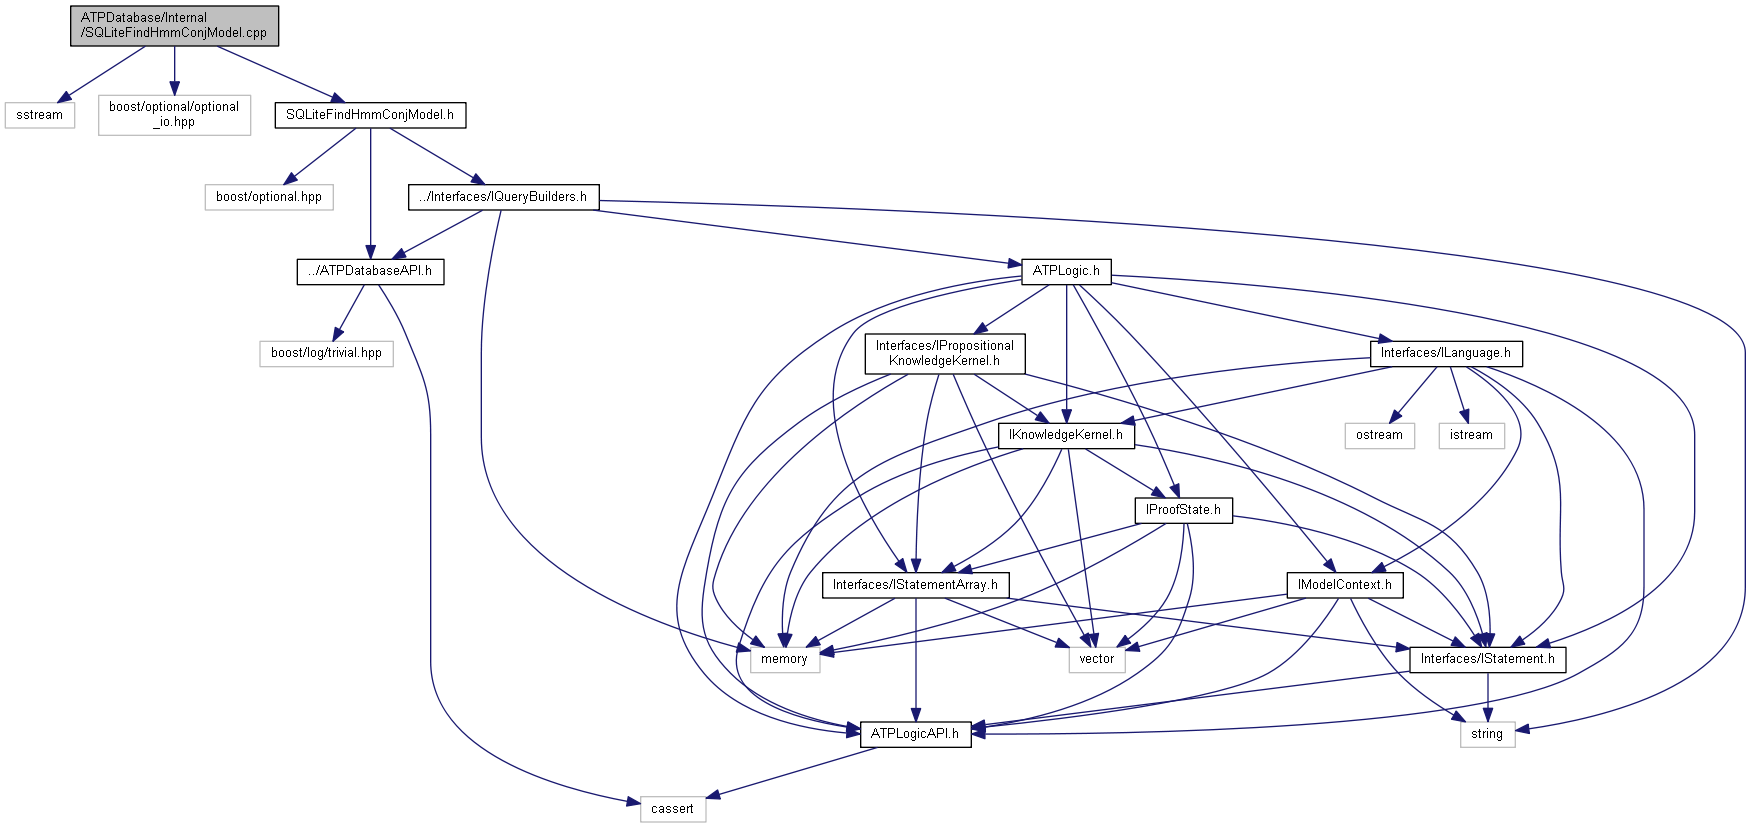 ATPDatabase/Internal
/SQLiteFindHmmConjModel.cpp
sstream
boost/optional/optional
_io.hpp
SQLiteFindHmmConjModel.h
boost/optional.hpp
../Interfaces/IQueryBuilders.h
../ATPDatabaseAPI.h
ATPLogic.h
boost/log/trivial.hpp
Interfaces/IPropositional
KnowledgeKernel.h
Interfaces/ILanguage.h
IKnowledgeKernel.h
ostream
istream
IProofState.h
Interfaces/IStatementArray.h
IModelContext.h
memory
vector
Interfaces/IStatement.h
ATPLogicAPI.h
string
cassert